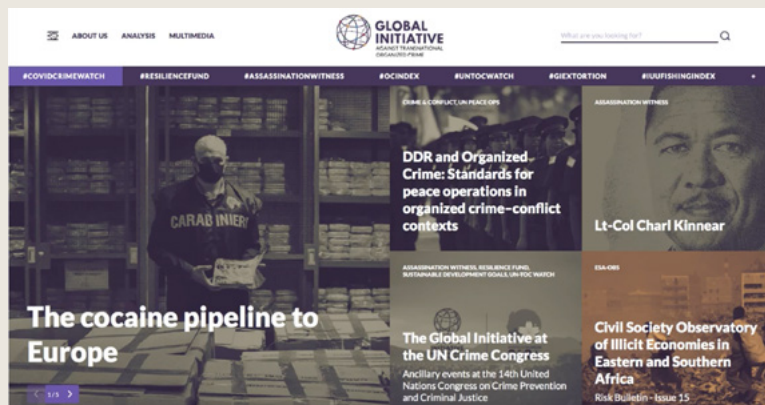 ABOUT US ANALYSIS MULTIMEDIA
GLOBAL
INITIATIVE
AGAINST TRANSNATIONAL
ORGANIZED CRIME
What are you looking for?
#COVIDCRIMEWATCH #RESILIENCEFUND #ASSASSINATIONWITNESS #OCINDEX #UNTOCWATCH #GIEXTORTION #IUUFISHINGINDEX
CARABINIERI
The cocaine pipeline to
Europe
1/5
CRIME & CONFLICT, UN PEACE OPS
DDR and Organized
Crime: Standards for
peace operations in
organized crime–conflict
contexts
ASSASSINATION WITNESS
Lt-Col Charl Kinnear
ASSASSINATION WITNESS, RESILIENCE FUND,
SUSTAINABLE DEVELOPMENT GOALS, UN-TOC WATCH
The Global Initiative at
the UN Crime Congress
Ancillary events at the 14th United
Nations Congress on Crime Prevention
and Criminal Justice
ESA-OBS
Civil Society Observatory
of Illicit Economies in
Eastern and Southern
Africa
Risk Bulletin - Issue 15